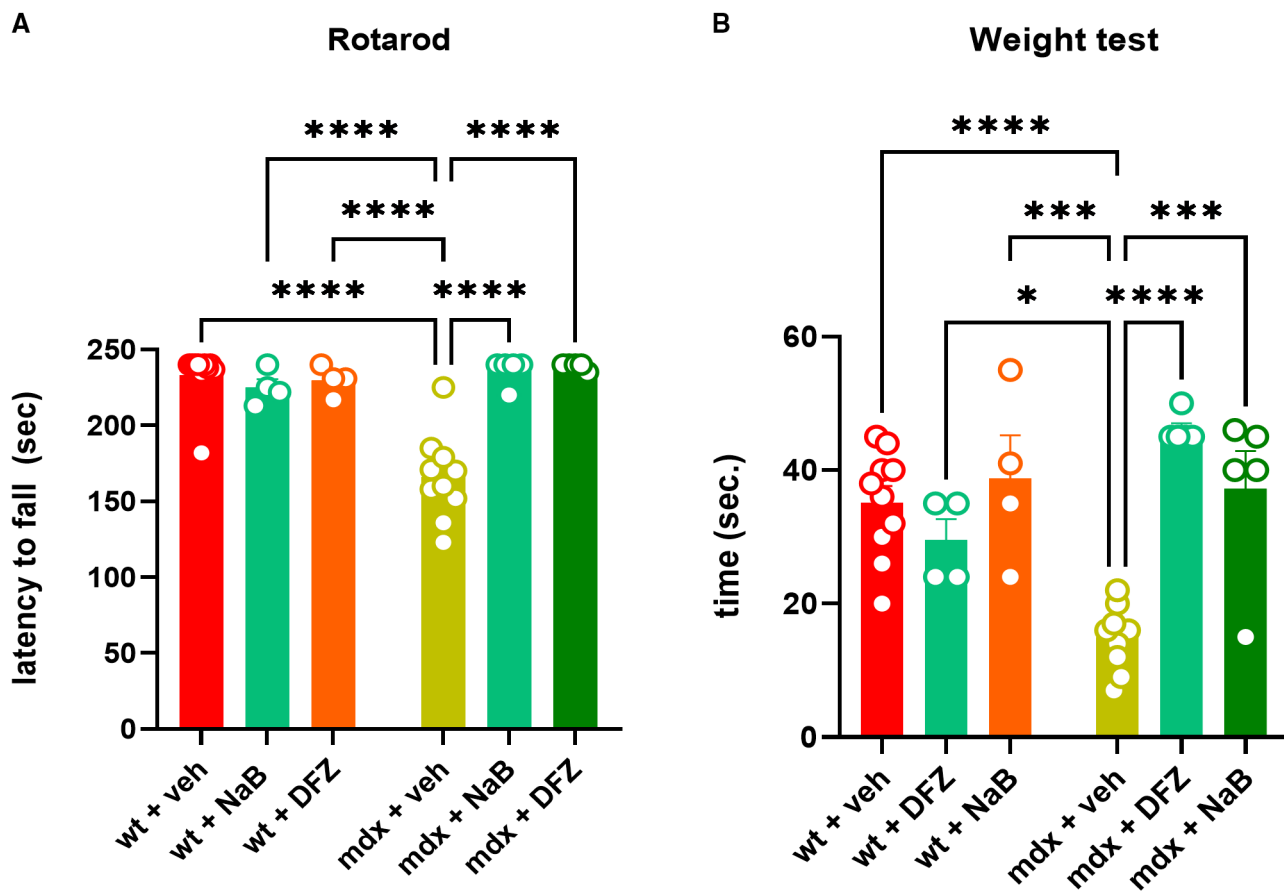 A
Rotarod
**** ****
****
**** ****
latency to fall (sec)
250
200
150
100
50
0
wt + veh
wt + NaB
wt + DFZ
mdx + veh
mdx + NaB
mdx + DFZ
B
Weight test
****
*** ***
* ****
time (sec.)
60
40
20
0
wt + veh
wt + DFZ
wt + NaB
mdx + veh
mdx + DFZ
mdx + NaB